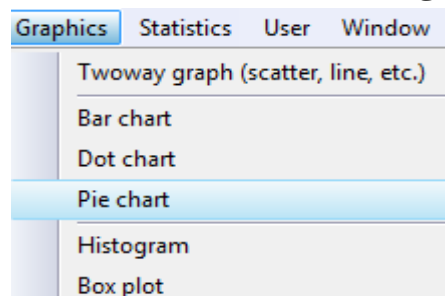 Graphics Statistics User Window
Twoway graph (scatter, line, etc.)
Bar chart
Dot chart
Pie chart
Histogram
Box plot